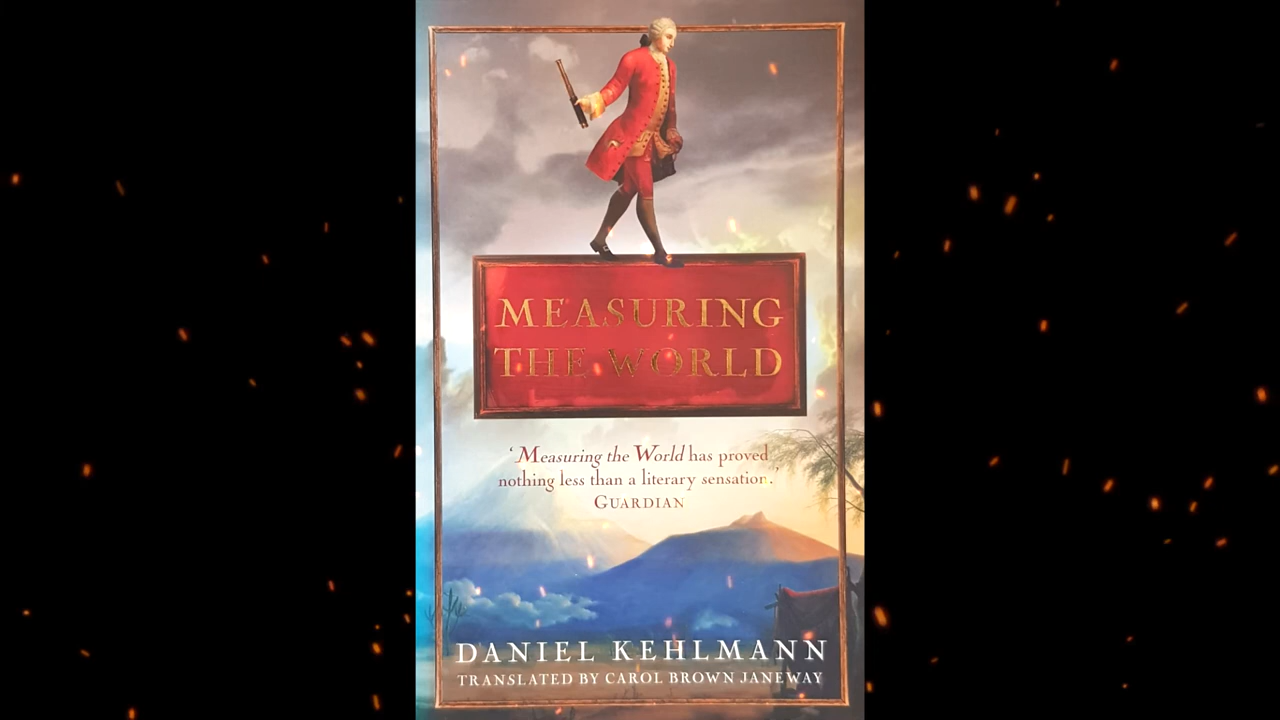 MEASURING
THE WORLD
‘Measuring the World has proved
nothing less than a literary sensation.’
GUARDIAN
DANIEL KEHLMANN
TRANSLATED BY CAROL BROWN JANEWAY